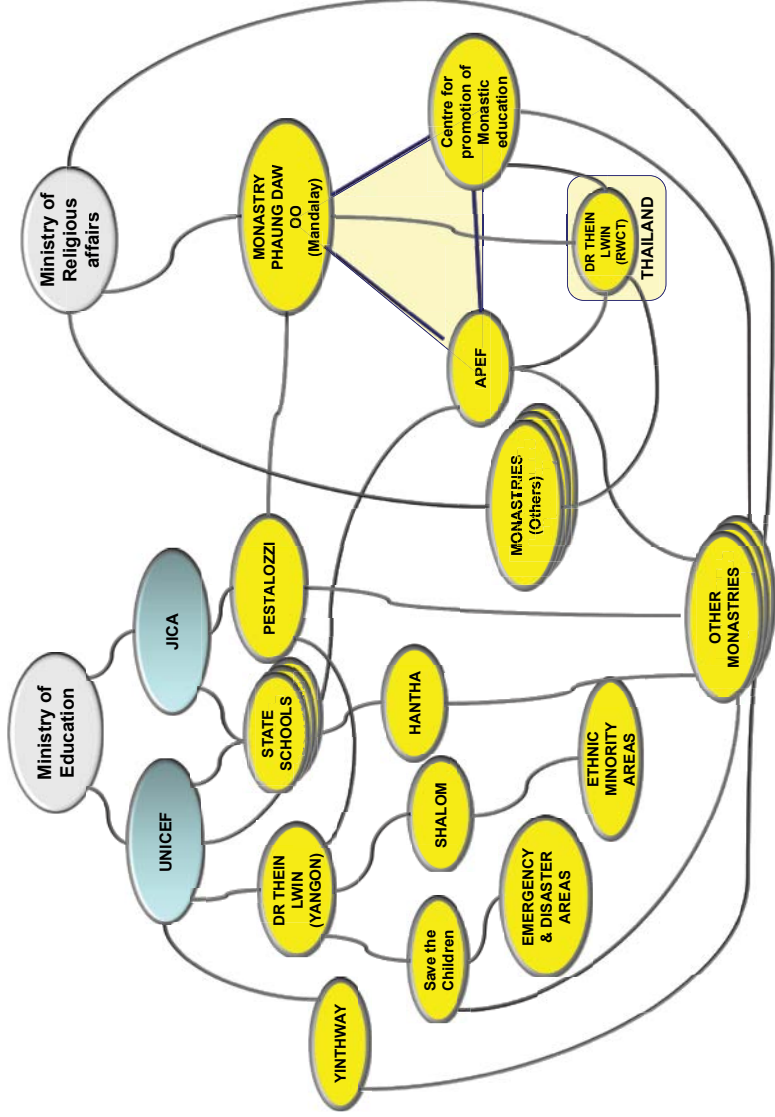 Ministry of
Education
Ministry of
Religious
affairs
UNICEF
JICA
YINTHWAY
DR THEIN
LWIN
(YANGON)
STATE
SCHOOLS
PESTALOZZI
MONASTRY
PHAUNG DAW
OO
(Mandalay)
Save the
Children
SHALOM
HANTHA
APEF
Centre for
promotion of
Monastic
education
EMERGENCY
& DISASTER
AREAS
ETHNIC
MINORITY
AREAS
MONASTRIES
(Others)
DR THEIN
LWIN
(RWCT)
THAILAND
OTHER
MONASTRIES